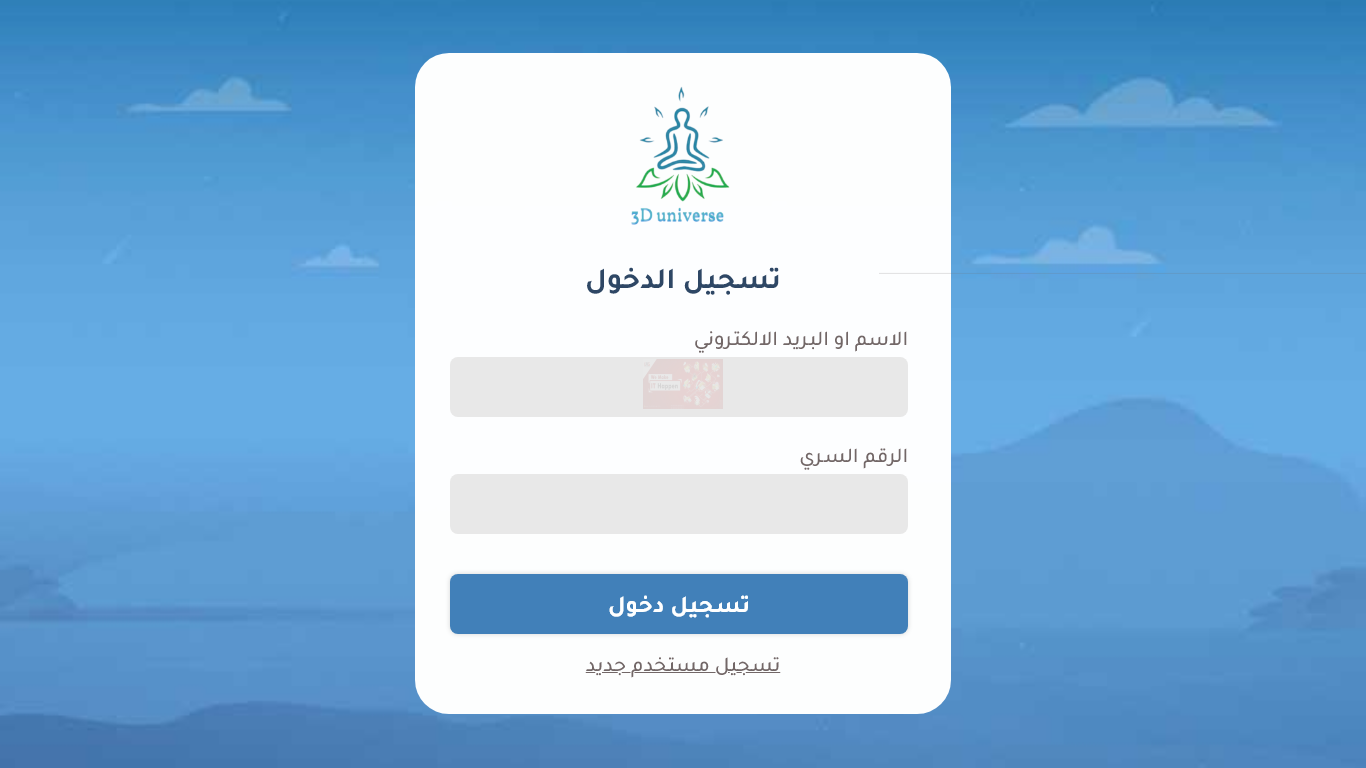 3D universe
تسجيل الدخول
الاسم او البريد الالكتروني
الرقم السري
تسجيل دخول
تسجيل مستخدم جديد